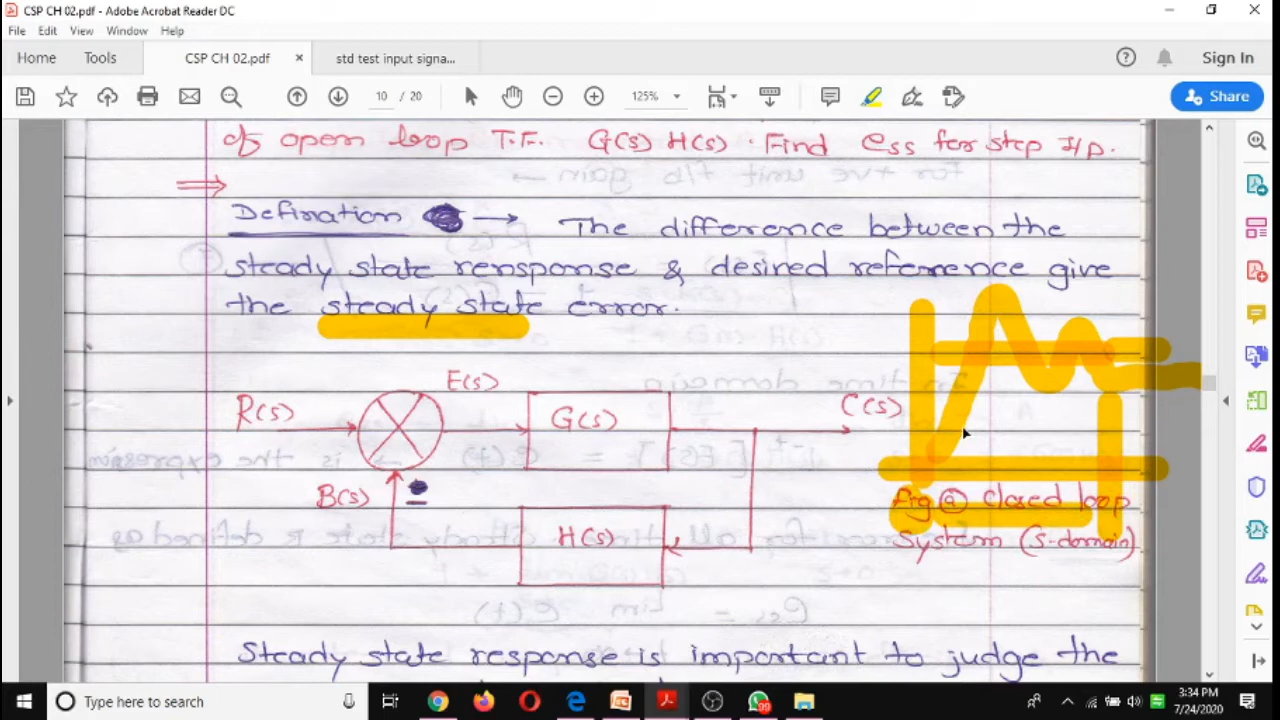 CSP CH 02.pdf - Adobe Acrobat Reader DC
File Edit View Window Help
Home Tools CSP CH 02.pdf × std test input signa...
Sign In
10 / 20 125% Share
of open loop T.F. G(s) H(s). Find ess for step I/p.
⇒
Defination → The difference between the
steady state rensponse & desired reference give
the steady state error.
E(s)
R(s) G(s) C(s)
B(s) -
H(s)
fig ⓐ Closed loop
System (s-domain)
Steady state response is important to judge the
Type here to search
3:34 PM
7/24/2020